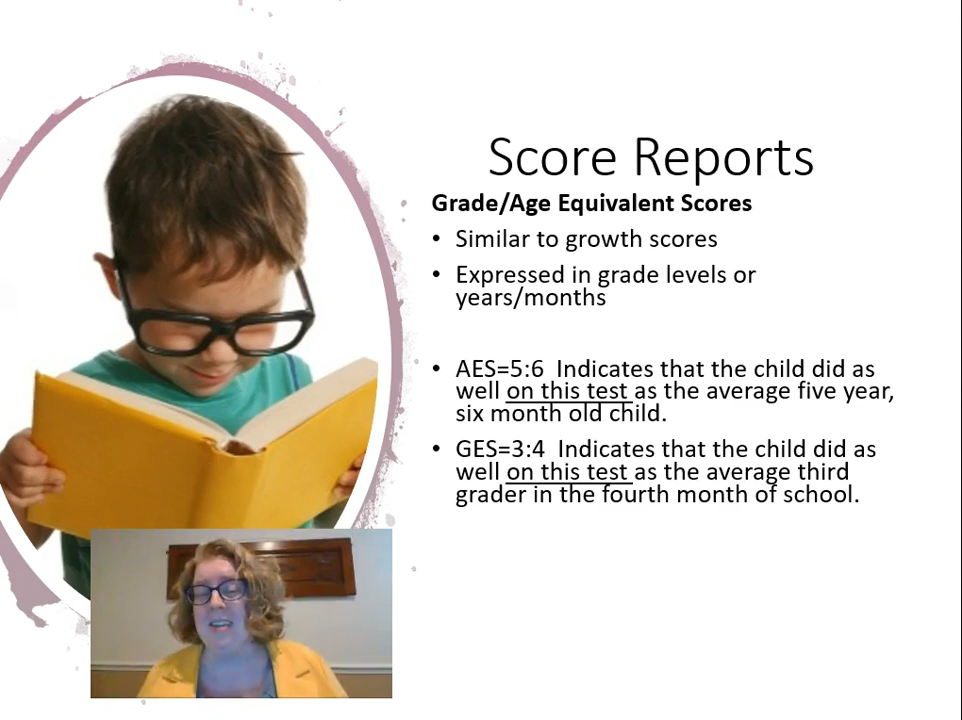 Score Reports
Grade/Age Equivalent Scores
• Similar to growth scores
• Expressed in grade levels or
years/months
• AES=5:6  Indicates that the child did as
well on this test as the average five year,
six month old child.
• GES=3:4  Indicates that the child did as
well on this test as the average third
grader in the fourth month of school.